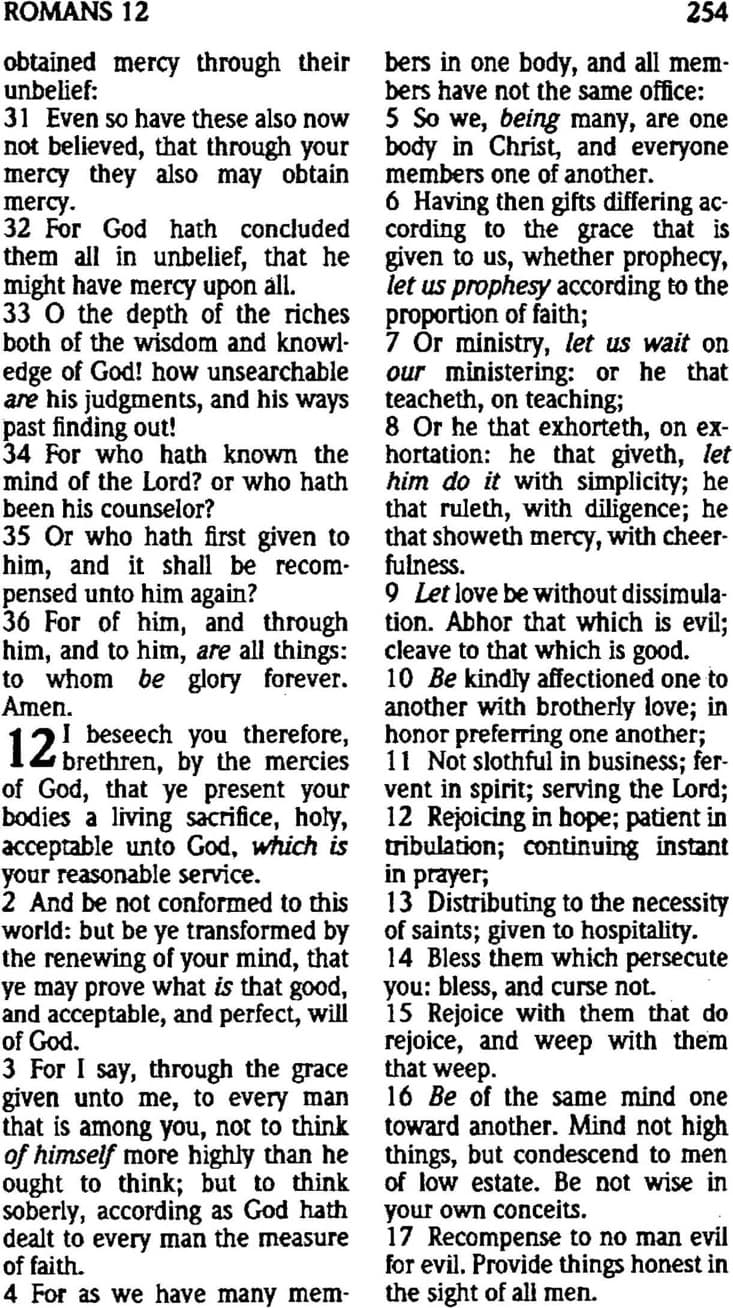 ROMANS 12 254
obtained mercy through their
unbelief:
31 Even so have these also now
not believed, that through your
mercy they also may obtain
mercy.
32 For God hath concluded
them all in unbelief, that he
might have mercy upon all.
33 O the depth of the riches
both of the wisdom and knowl-
edge of God! how unsearchable
are his judgments, and his ways
past finding out!
34 For who hath known the
mind of the Lord? or who hath
been his counselor?
35 Or who hath first given to
him, and it shall be recom-
pensed unto him again?
36 For of him, and through
him, and to him, are all things:
to whom be glory forever.
Amen.
12 I beseech you therefore,
brethren, by the mercies
of God, that ye present your
bodies a living sacrifice, holy,
acceptable unto God, which is
your reasonable service.
2 And be not conformed to this
world: but be ye transformed by
the renewing of your mind, that
ye may prove what is that good,
and acceptable, and perfect, will
of God.
3 For I say, through the grace
given unto me, to every man
that is among you, not to think
of himself more highly than he
ought to think; but to think
soberly, according as God hath
dealt to every man the measure
of faith.
4 For as we have many mem-
bers in one body, and all mem-
bers have not the same office:
5 So we, being many, are one
body in Christ, and everyone
members one of another.
6 Having then gifts differing ac-
cording to the grace that is
given to us, whether prophecy,
let us prophesy according to the
proportion of faith;
7 Or ministry, let us wait on
our ministering: or he that
teacheth, on teaching;
8 Or he that exhorteth, on ex-
hortation: he that giveth, let
him do it with simplicity; he
that ruleth, with diligence; he
that showeth mercy, with cheer-
fulness.
9 Let love be without dissimula-
tion. Abhor that which is evil;
cleave to that which is good.
10 Be kindly affectioned one to
another with brotherly love; in
honor preferring one another;
11 Not slothful in business; fer-
vent in spirit; serving the Lord;
12 Rejoicing in hope; patient in
tribulation; continuing instant
in prayer;
13 Distributing to the necessity
of saints; given to hospitality.
14 Bless them which persecute
you: bless, and curse not.
15 Rejoice with them that do
rejoice, and weep with them
that weep.
16 Be of the same mind one
toward another. Mind not high
things, but condescend to men
of low estate. Be not wise in
your own conceits.
17 Recompense to no man evil
for evil. Provide things honest in
the sight of all men.